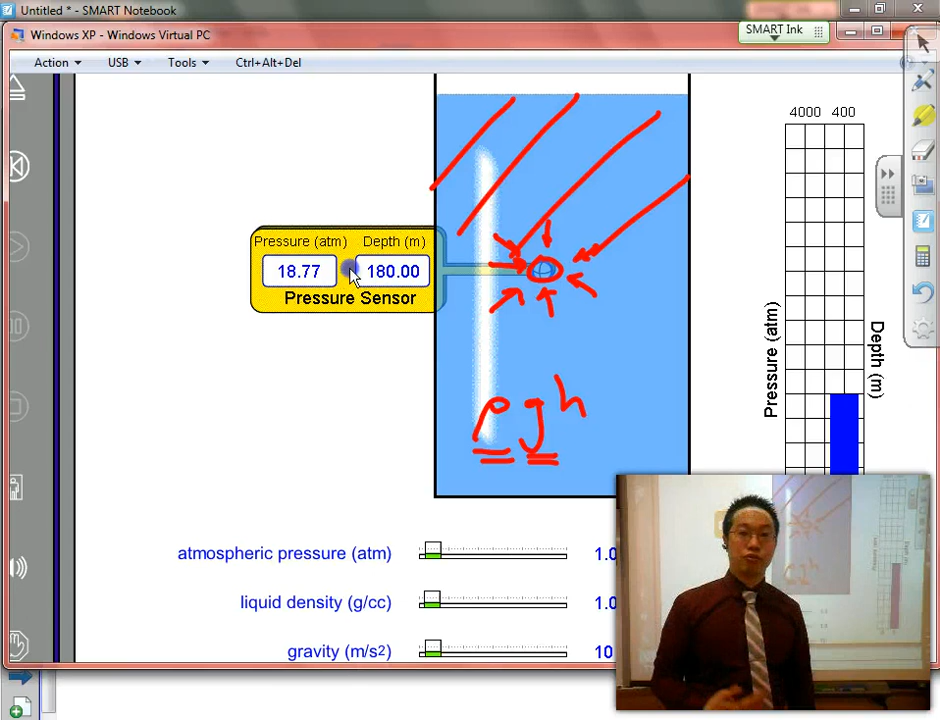 Untitled * - SMART Notebook
SMART Ink
Windows XP - Windows Virtual PC
Action USB Tools Ctrl+Alt+Del
4000 400
Pressure (atm) Depth (m)
18.77 180.00
Pressure Sensor
Pressure (atm)
Depth (m)
ρgh
atmospheric pressure (atm) 1.0
liquid density (g/cc) 1.0
gravity (m/s²) 10